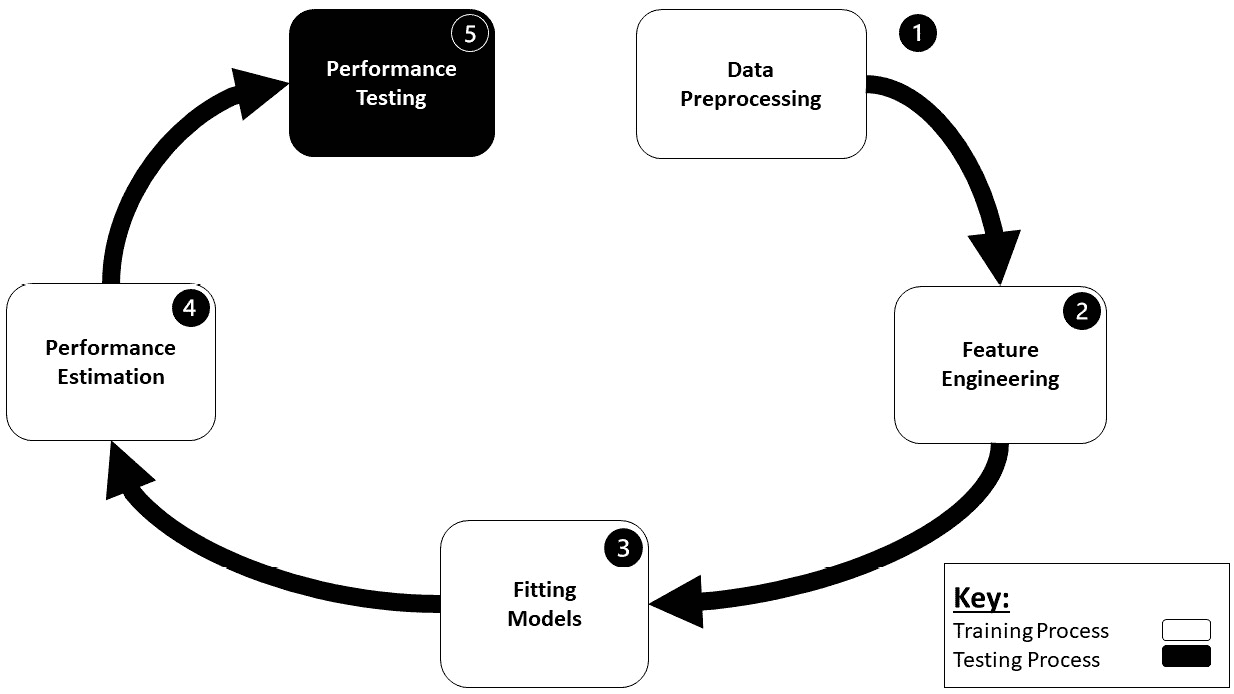 1
Data
Preprocessing
2
Feature
Engineering
3
Fitting
Models
4
Performance
Estimation
5
Performance
Testing
Key:
Training Process
Testing Process